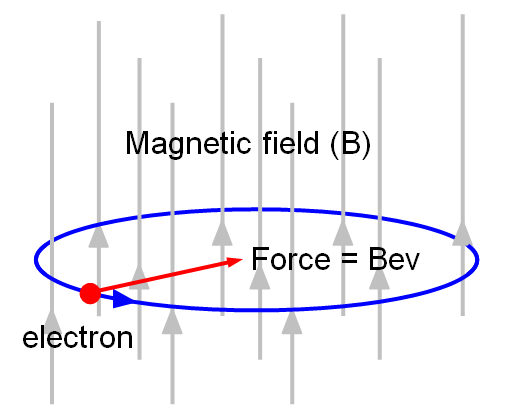 Magnetic field (B)
Force = Bev
electron